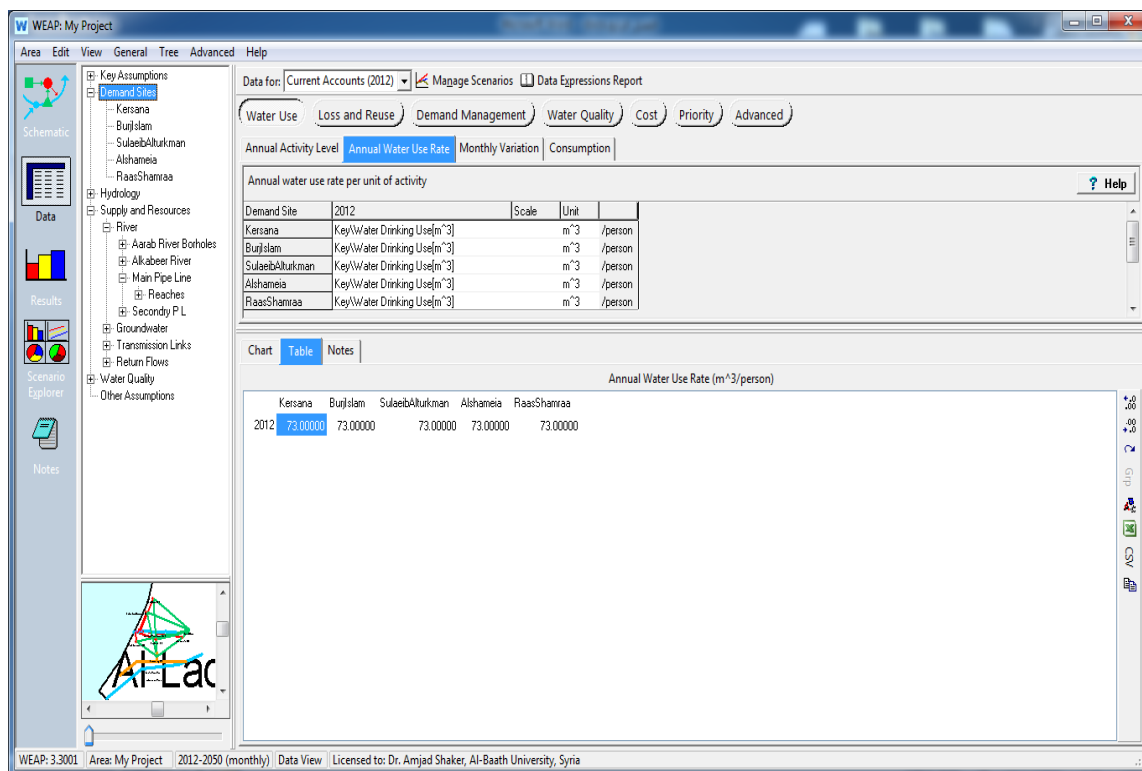 WEAP: My Project
Area Edit View General Tree Advanced Help
Schematic
Data
Results
Scenario
Explorer
Notes
Key Assumptions
Demand Sites
Kersana
BurjIslam
SulaeibAlturkman
Alshameia
RaasShamraa
Hydrology
Supply and Resources
River
Aarab River Borholes
Alkabeer River
Main Pipe Line
Reaches
Secondry P L
Groundwater
Transmission Links
Return Flows
Water Quality
Other Assumptions
Al-Lac
Data for: Current Accounts (2012) Manage Scenarios Data Expressions Report
Water Use Loss and Reuse Demand Management Water Quality Cost Priority Advanced
Annual Activity Level Annual Water Use Rate Monthly Variation Consumption
Annual water use rate per unit of activity ? Help
Demand Site 2012 Scale Unit
Kersana Key\Water Drinking Use[m^3] m^3 /person
BurjIslam Key\Water Drinking Use[m^3] m^3 /person
SulaeibAlturkman Key\Water Drinking Use[m^3] m^3 /person
Alshameia Key\Water Drinking Use[m^3] m^3 /person
RaasShamraa Key\Water Drinking Use[m^3] m^3 /person
Chart Table Notes
Annual Water Use Rate (m^3/person)
Kersana BurjIslam SulaeibAlturkman Alshameia RaasShamraa
2012 73.00000 73.00000 73.00000 73.00000 73.00000
Grp
CSV
WEAP: 3.3001 Area: My Project 2012-2050 (monthly) Data View Licensed to: Dr. Amjad Shaker, Al-Baath University, Syria